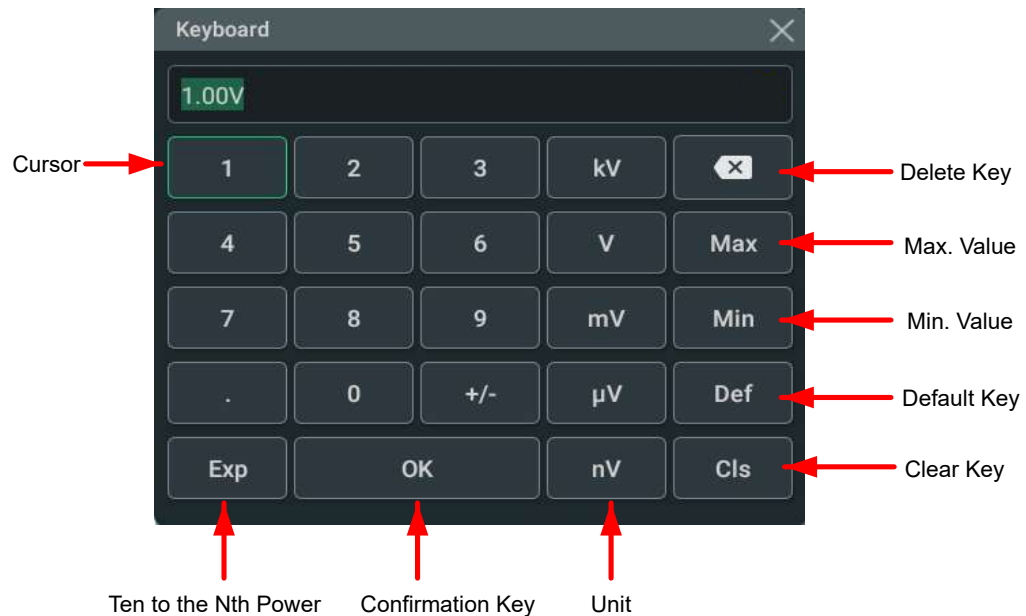 Keyboard
1.00V
Cursor
1 2 3 kV
Delete Key
4 5 6 V Max
Max. Value
7 8 9 mV Min
Min. Value
. 0 +/- µV Def
Default Key
Exp OK nV Cls
Clear Key
Ten to the Nth Power Confirmation Key Unit